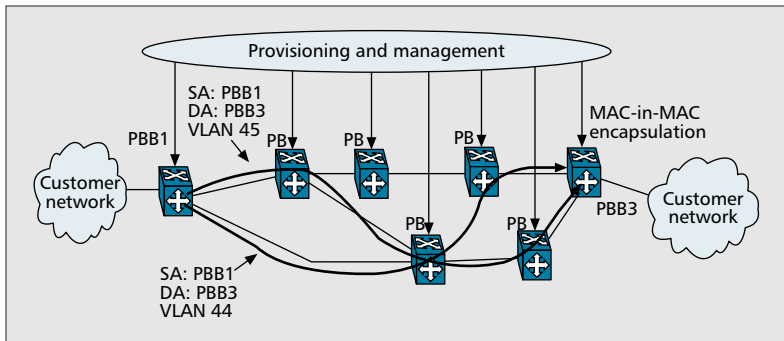 Provisioning and management
SA: PBB1
DA: PBB3
VLAN 45
MAC-in-MAC
encapsulation
PBB1
PB
PB
PB
Customer
network
PBB3
Customer
network
PB
PB
SA: PBB1
DA: PBB3
VLAN 44